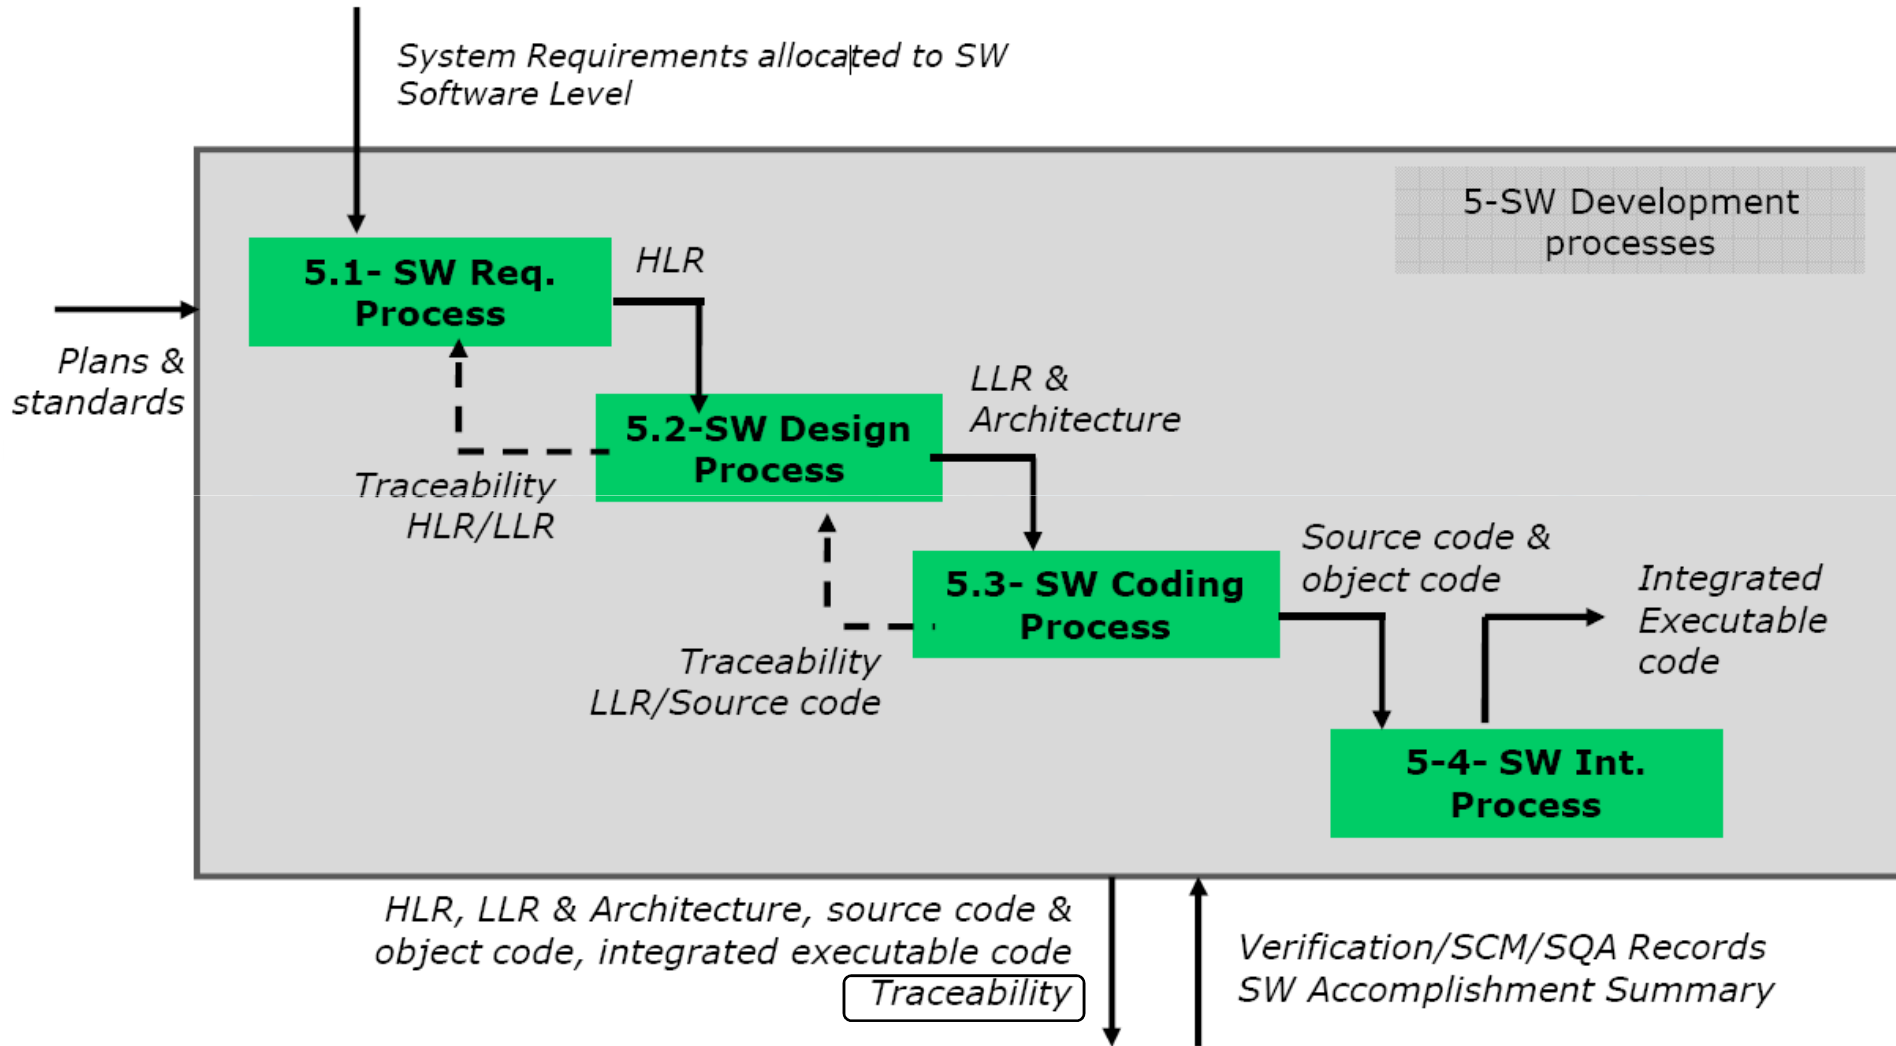 System Requirements allocated to SW
Software Level
5-SW Development
processes
5.1- SW Req.
Process
HLR
Plans &
standards
LLR &
Architecture
5.2-SW Design
Process
Traceability
HLR/LLR
Source code &
object code
5.3- SW Coding
Process
Integrated
Executable
code
Traceability
LLR/Source code
5-4- SW Int.
Process
HLR, LLR & Architecture, source code &
object code, integrated executable code
Traceability
Verification/SCM/SQA Records
SW Accomplishment Summary